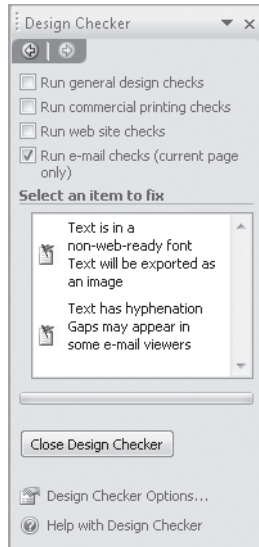 Design Checker
Run general design checks
Run commercial printing checks
Run web site checks
Run e-mail checks (current page
only)
Select an item to fix
Text is in a
non-web-ready font
Text will be exported as
an image
Text has hyphenation
Gaps may appear in
some e-mail viewers
Close Design Checker
Design Checker Options...
Help with Design Checker